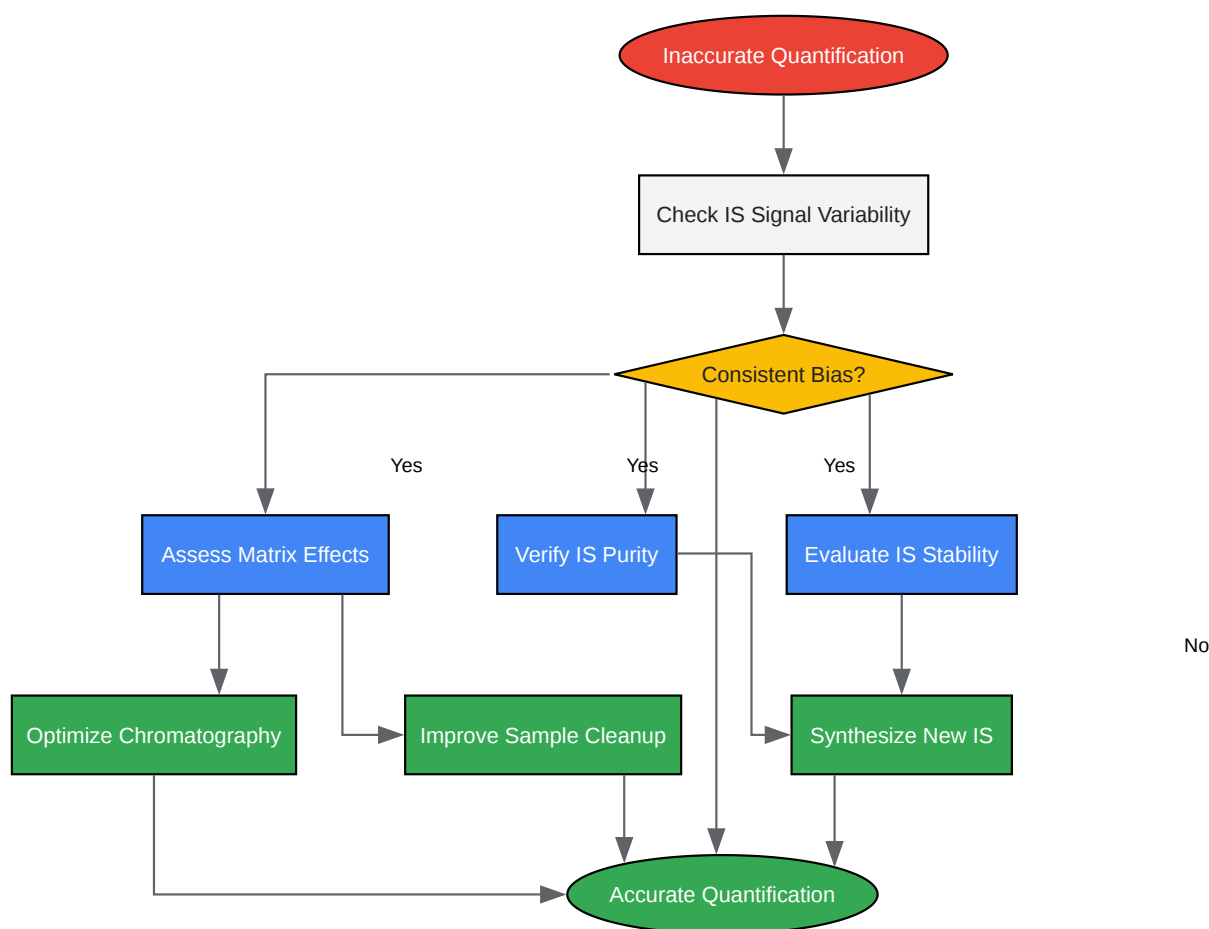 Inaccurate Quantification
Check IS Signal Variability
Consistent Bias?
Yes
Yes
Yes
Assess Matrix Effects
Verify IS Purity
Evaluate IS Stability
No
Optimize Chromatography
Improve Sample Cleanup
Synthesize New IS
Accurate Quantification